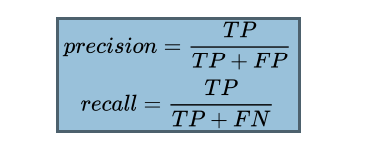 precision = TP / (TP + FP)
recall = TP / (TP + FN)